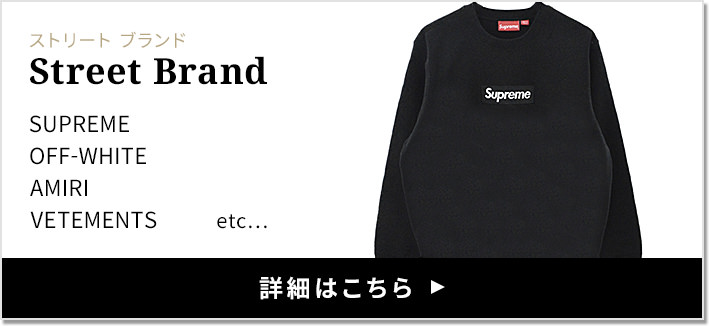 ストリート ブランド
Street Brand
SUPREME
OFF-WHITE
AMIRI
VETEMENTS etc…
Supreme
Supreme
詳細はこちら ▶